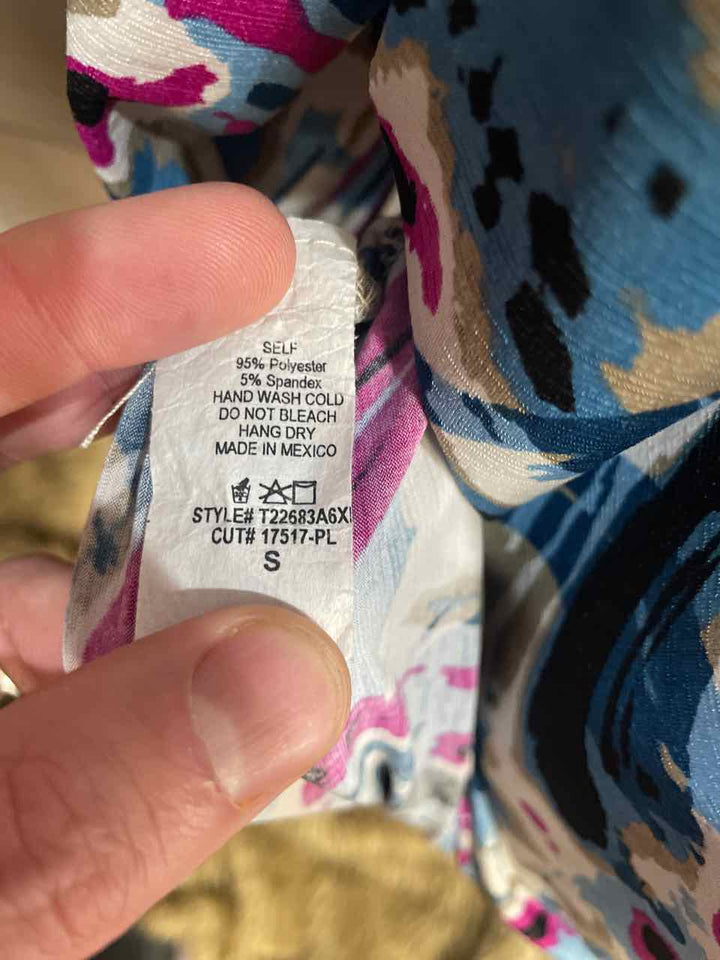 SELF
95% Polyester
5% Spandex
HAND WASH COLD
DO NOT BLEACH
HANG DRY
MADE IN MEXICO
STYLE# T22683A6X
CUT# 17517-PL
S